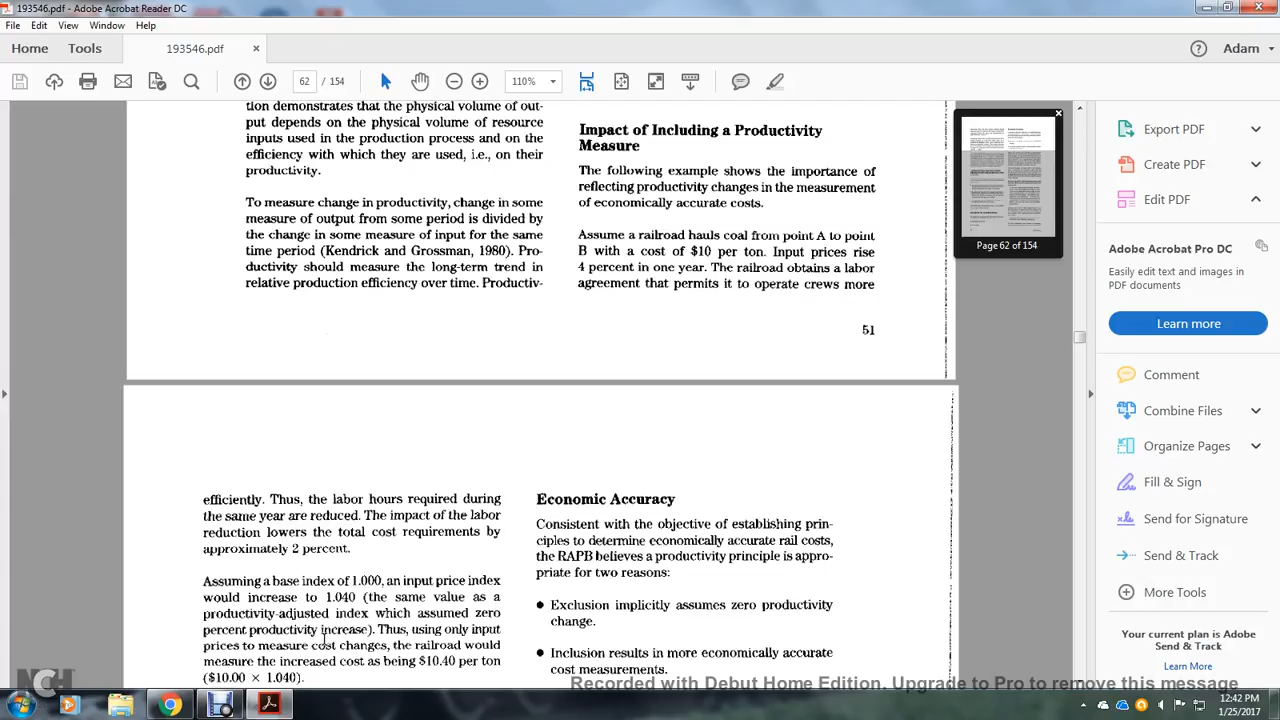 193546.pdf - Adobe Acrobat Reader DC
File Edit View Window Help
Home Tools 193546.pdf × Adam
62 / 154 110%
tion demonstrates that the physical volume of out-
put depends on the physical volume of resource
inputs used in the production process and on the
efficiency with which they are used, i.e., on their
productivity.
To measure change in productivity, change in some
measure of output from some period is divided by
the change in some measure of input for the same
time period (Kendrick and Grossman, 1980). Pro-
ductivity should measure the long-term trend in
relative production efficiency over time. Productiv-
Impact of Including a Productivity
Measure
The following example shows the importance of
reflecting productivity changes in the measurement
of economically accurate costs.
Assume a railroad hauls coal from point A to point
B with a cost of $10 per ton. Input prices rise
4 percent in one year. The railroad obtains a labor
agreement that permits it to operate crews more
51
efficiently. Thus, the labor hours required during
the same year are reduced. The impact of the labor
reduction lowers the total cost requirements by
approximately 2 percent.
Assuming a base index of 1.000, an input price index
would increase to 1.040 (the same value as a
productivity-adjusted index which assumed zero
percent productivity increase). Thus, using only input
prices to measure cost changes, the railroad would
measure the increased cost as being $10.40 per ton
($10.00 × 1.040).
Economic Accuracy
Consistent with the objective of establishing prin-
ciples to determine economically accurate rail costs,
the RAPB believes a productivity principle is appro-
priate for two reasons:
● Exclusion implicitly assumes zero productivity
change.
● Inclusion results in more economically accurate
cost measurements.
Page 62 of 154
Export PDF
Create PDF
Edit PDF
Adobe Acrobat Pro DC
Easily edit text and images in
PDF documents
Learn more
Comment
Combine Files
Organize Pages
Fill & Sign
Send for Signature
Send & Track
More Tools
Your current plan is Adobe
Send & Track
Learn More
NCH
Recorded with Debut Home Edition. Upgrade to Pro to remove this message
12:42 PM
1/25/2017